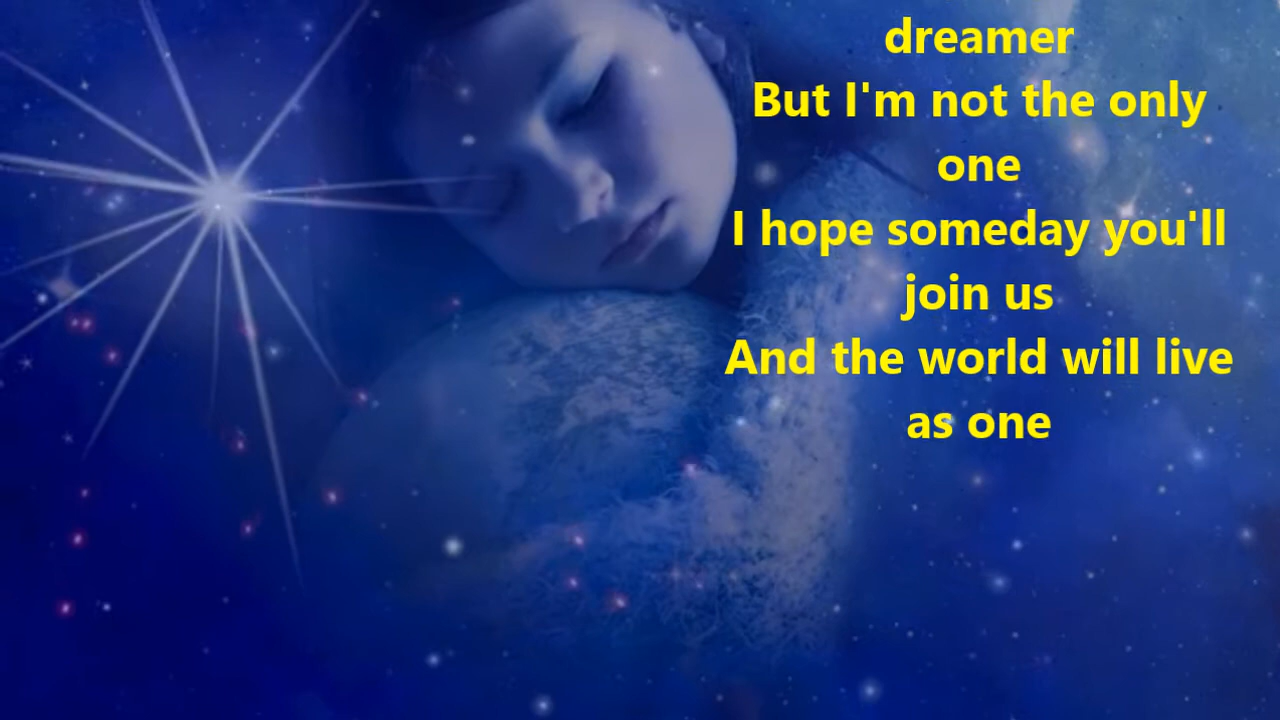 dreamer
But I'm not the only
one
I hope someday you'll
join us
And the world will live
as one